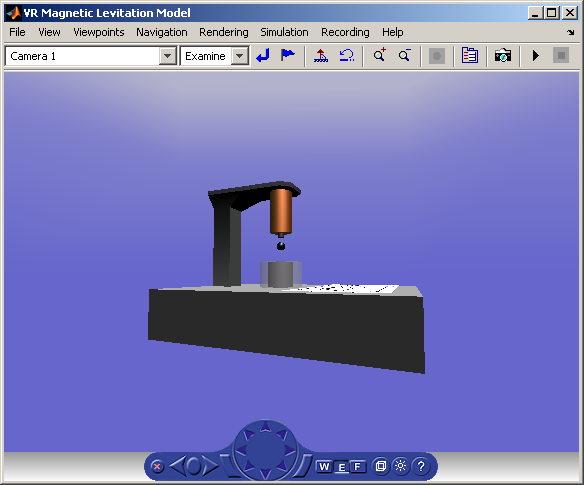 VR Magnetic Levitation Model
File View Viewpoints Navigation Rendering Simulation Recording Help
Camera 1 Examine
W E F ?